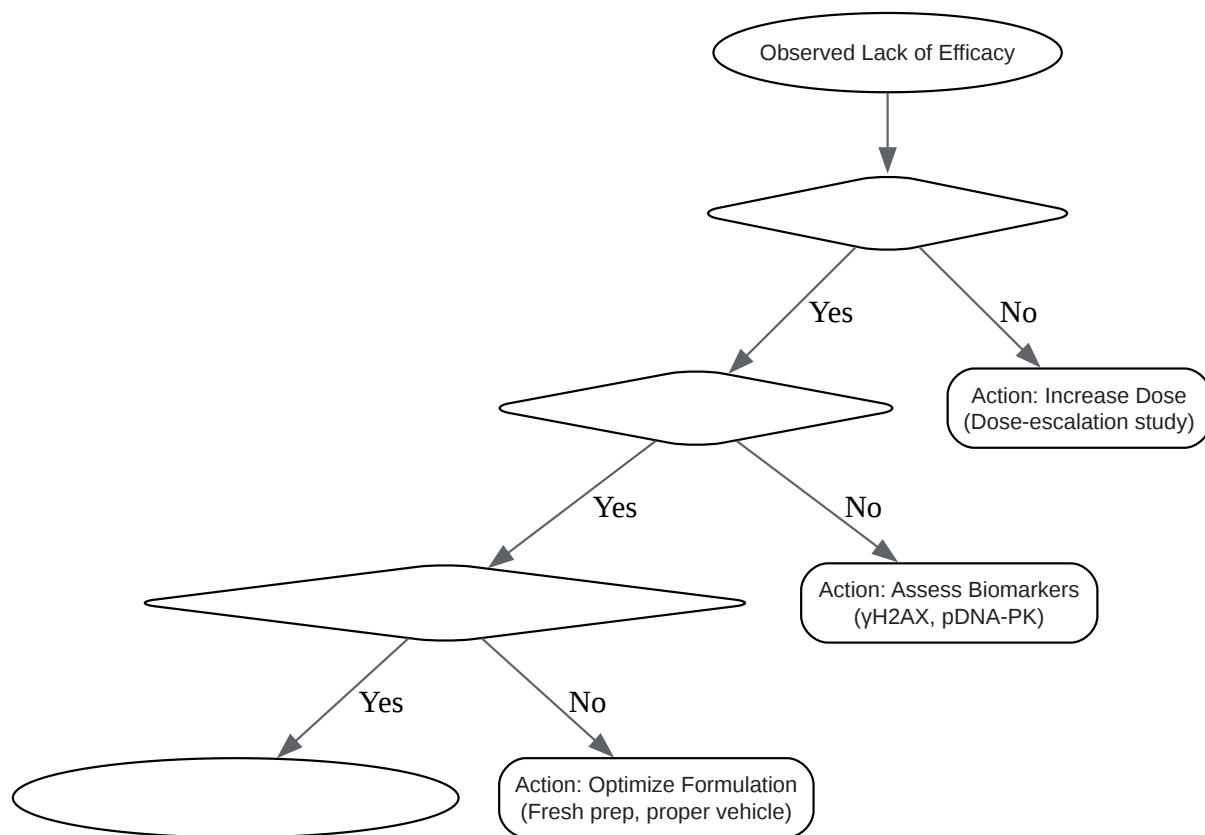 Observed Lack of Efficacy
Yes
No
Action: Increase Dose
(Dose-escalation study)
Yes
No
Action: Assess Biomarkers
(γH2AX, pDNA-PK)
Yes
No
Action: Optimize Formulation
(Fresh prep, proper vehicle)